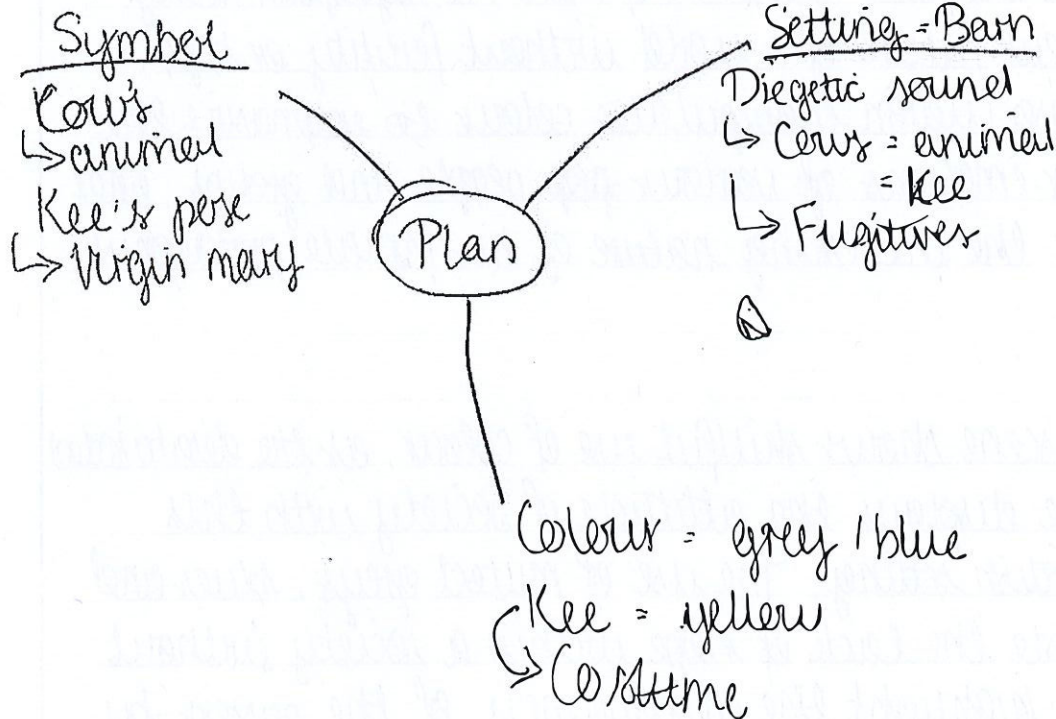 Symbol
Cow's
↳ animal
Kee's pose
↳ Virgin mary
Setting = Barn
Diegetic sound
↳ Cows = animal
= Kee
↳ Fugitives
Plan
Colour = grey / blue
Kee = yellow
↳ Costume